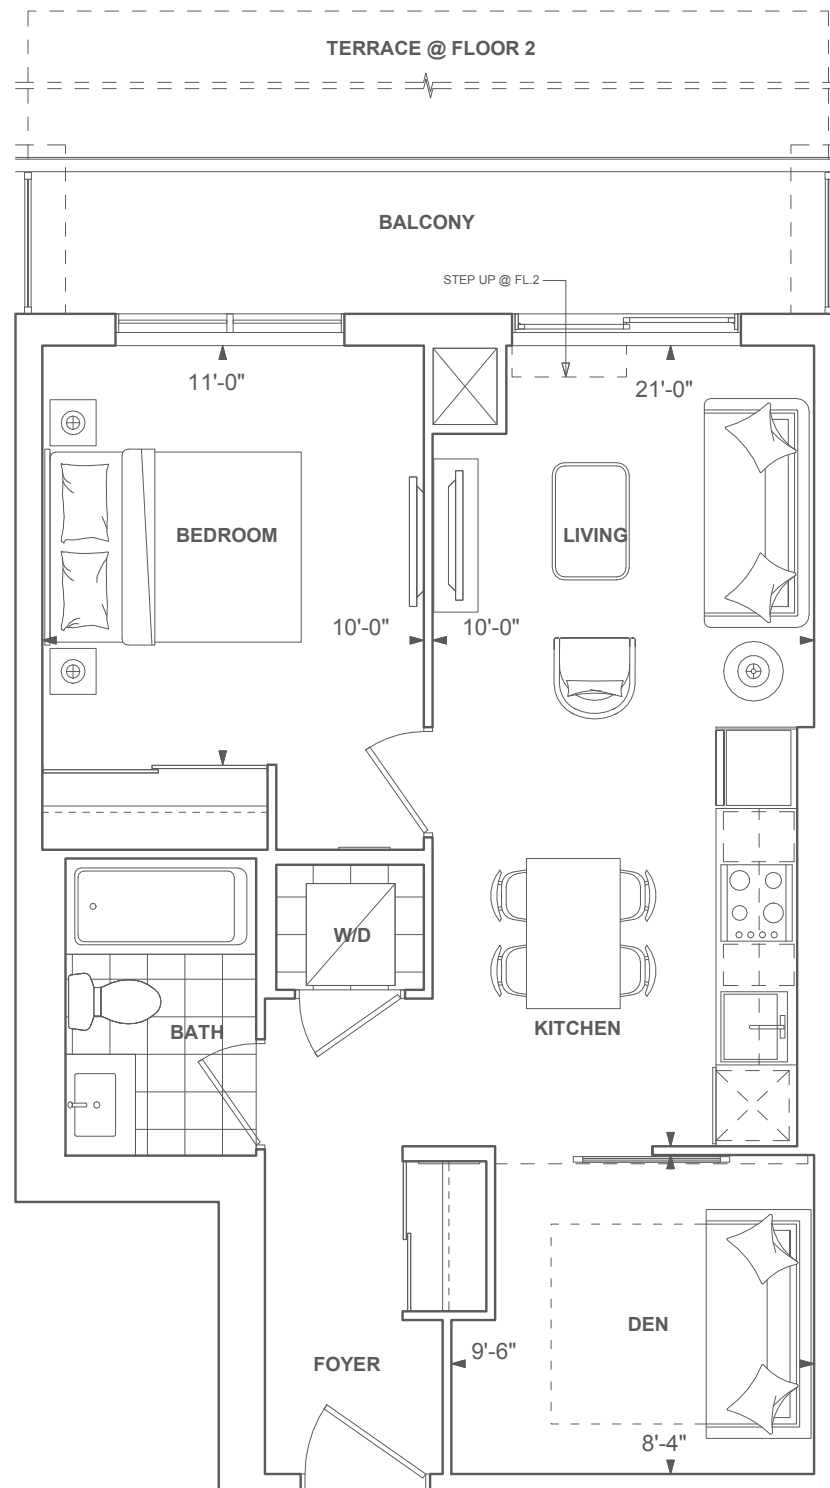 TERRACE @ FLOOR 2
BALCONY
STEP UP @ FL.2
11'-0"
21'-0"
BEDROOM
LIVING
10'-0"
10'-0"
W/D
BATH
KITCHEN
DEN
9'-6"
FOYER
8'-4"